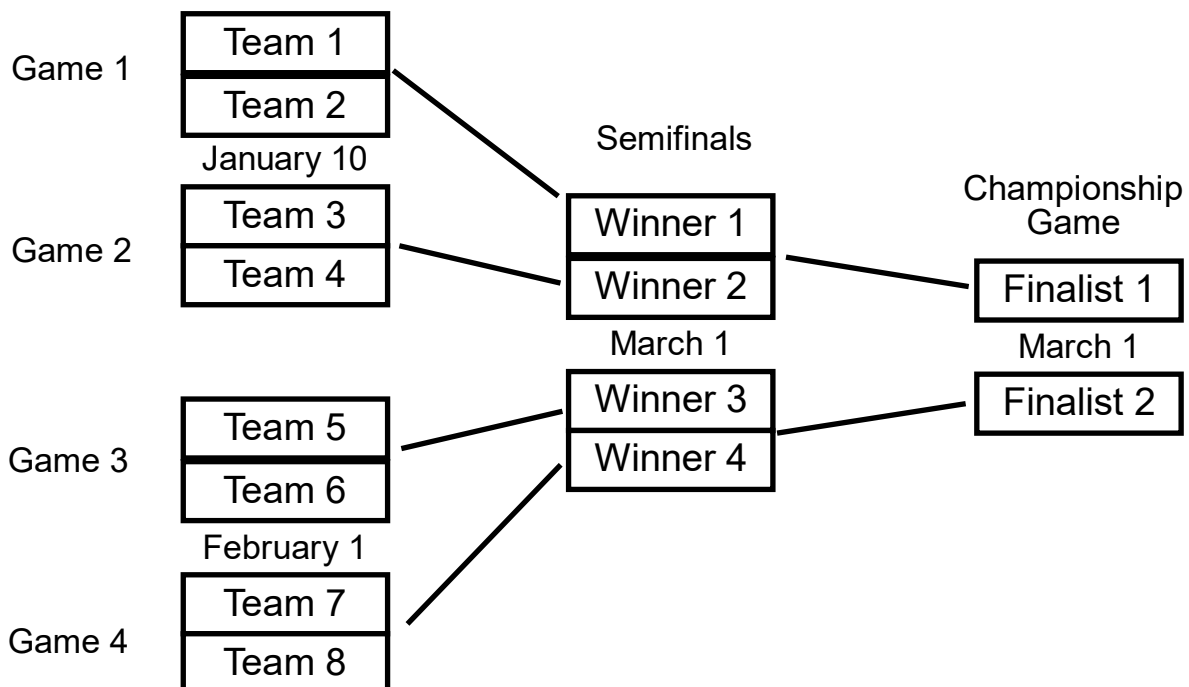 Game 1
Team 1
Team 2
January 10
Game 2
Team 3
Team 4
Game 3
Team 5
Team 6
February 1
Game 4
Team 7
Team 8
Semifinals
Winner 1
Winner 2
March 1
Winner 3
Winner 4
Championship
Game
Finalist 1
March 1
Finalist 2